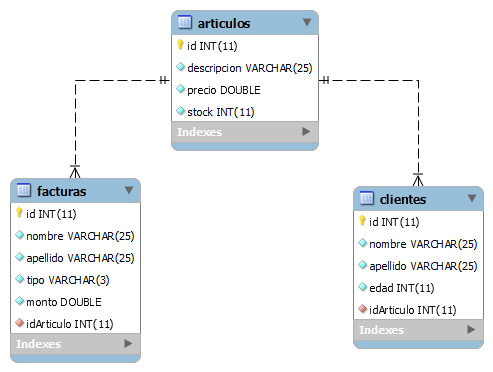 articulos
id INT(11)
descripcion VARCHAR(25)
precio DOUBLE
stock INT(11)
Indexes
facturas
id INT(11)
nombre VARCHAR(25)
apellido VARCHAR(25)
tipo VARCHAR(3)
monto DOUBLE
idArticulo INT(11)
Indexes
clientes
id INT(11)
nombre VARCHAR(25)
apellido VARCHAR(25)
edad INT(11)
idArticulo INT(11)
Indexes